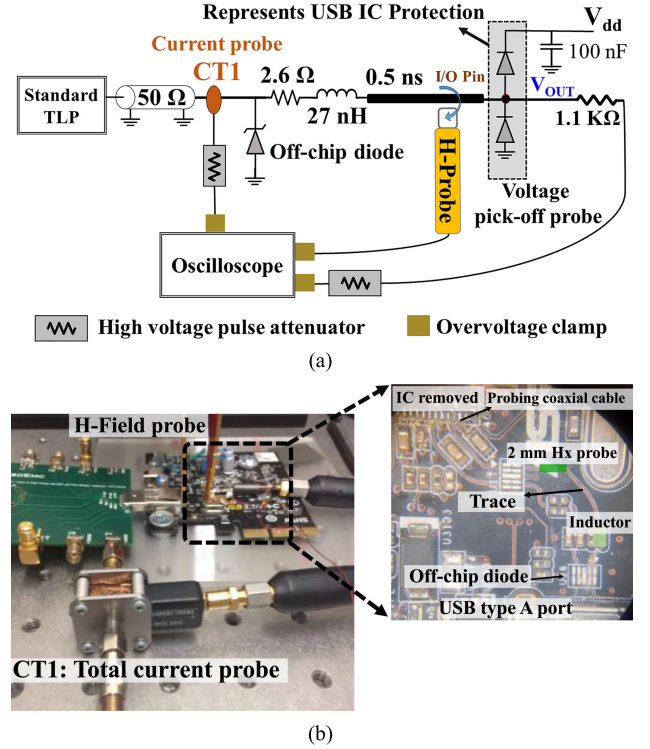 Represents USB IC Protection
V_dd
Current probe
CT1
100 nF
2.6 Ω
0.5 ns
I/O Pin
Standard
TLP
50 Ω
V_OUT
27 nH
1.1 KΩ
Off-chip diode
H-Probe
Voltage
pick-off probe
Oscilloscope
High voltage pulse attenuator
Overvoltage clamp
(a)
IC removed
Probing coaxial cable
H-Field probe
2 mm Hx probe
Trace
Inductor
Off-chip diode
USB type A port
CT1: Total current probe
(b)